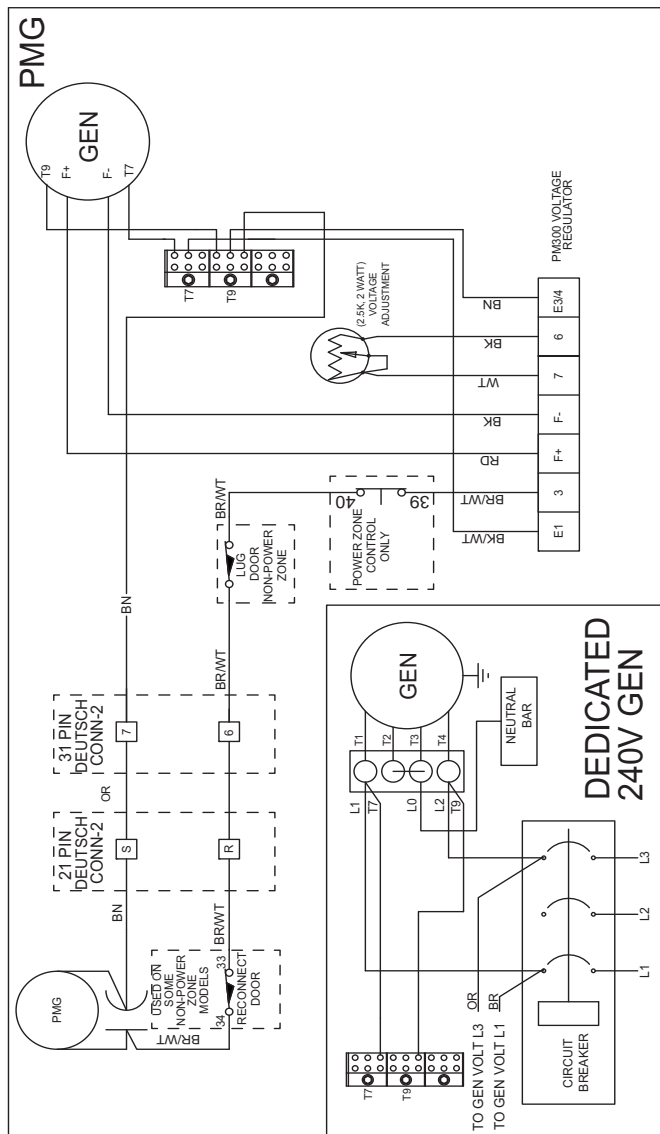 PMG
GEN
T9
F+
F-
T7
T7
T9
(2.5K, 2 WATT)
VOLTAGE
ADJUSTMENT
PM300 VOLTAGE
REGULATOR
BN
BK
WT
BK
RD
BR/WT
BK/WT
E3/4
6
7
F-
F+
3
E1
BN
BR/WT
40
39
POWER ZONE
CONTROL
ONLY
LUG
DOOR
NON-POWER
ZONE
BR/WT
31 PIN
DEUTSCH
CONN-2
7
6
OR
21 PIN
DEUTSCH
CONN-2
S
R
BN
BR/WT
PMG
USED ON
SOME
NON-POWER
ZONE
MODELS
33
34
RECONNECT
DOOR
BR/WT
DEDICATED
240V GEN
GEN
T1
T2
T3
T4
L1
T7
L0
L2
T9
NEUTRAL
BAR
T7
T9
OR
BR
TO GEN VOLT L3
TO GEN VOLT L1
CIRCUIT
BREAKER
L3
L2
L1